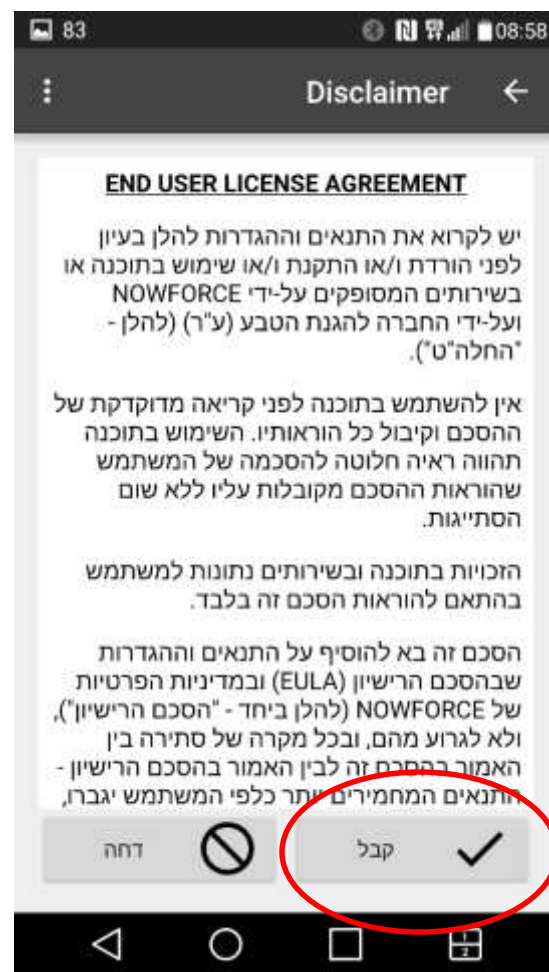 83
08:58
Disclaimer
END USER LICENSE AGREEMENT
יש לקרוא את התנאים וההגדרות להלן בעיון
לפני הורדת ו/או התקנת ו/או שימוש בתוכנה או
בשירותים המסופקים על-ידי NOWFORCE
ועל-ידי החברה להגנת הטבע (ע"ר) (להלן -
"החלה"ט").
אין להשתמש בתוכנה לפני קריאה מדוקדקת של
ההסכם וקיבול כל הוראותיו. השימוש בתוכנה
תהווה ראיה חלוטה להסכמה של המשתמש
שהוראות ההסכם מקובלות עליו ללא שום
הסתייגות.
הזכויות בתוכנה ובשירותים נתונות למשתמש
בהתאם להוראות הסכם זה בלבד.
הסכם זה בא להוסיף על התנאים וההגדרות
שבהסכם הרישיון (EULA) ובמדיניות הפרטיות
של NOWFORCE (להלן ביחד - "הסכם הרישיון"),
ולא לגרוע מהם, ובכל מקרה של סתירה בין
האמור בהסכם זה לבין האמור בהסכם הרישיון -
התנאים המחמירים יותר כלפי המשתמש יגברו,
קבל
דחה